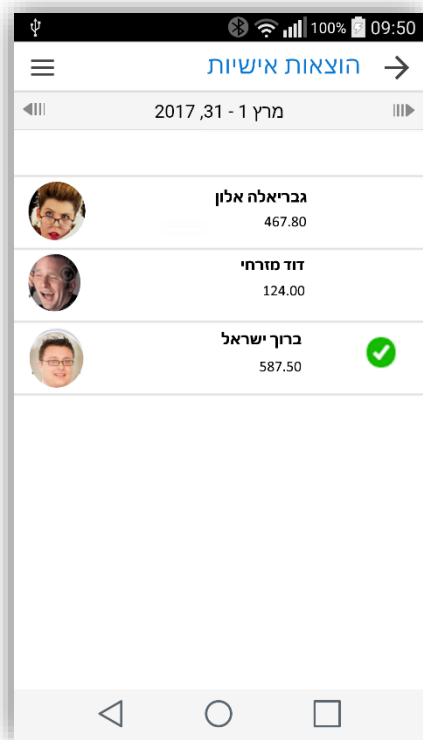 100% 09:50
הוצאות אישיות
מרץ 1 - 31, 2017
גבריאלה אלון
467.80
דוד מזרחי
124.00
ברוך ישראל
587.50